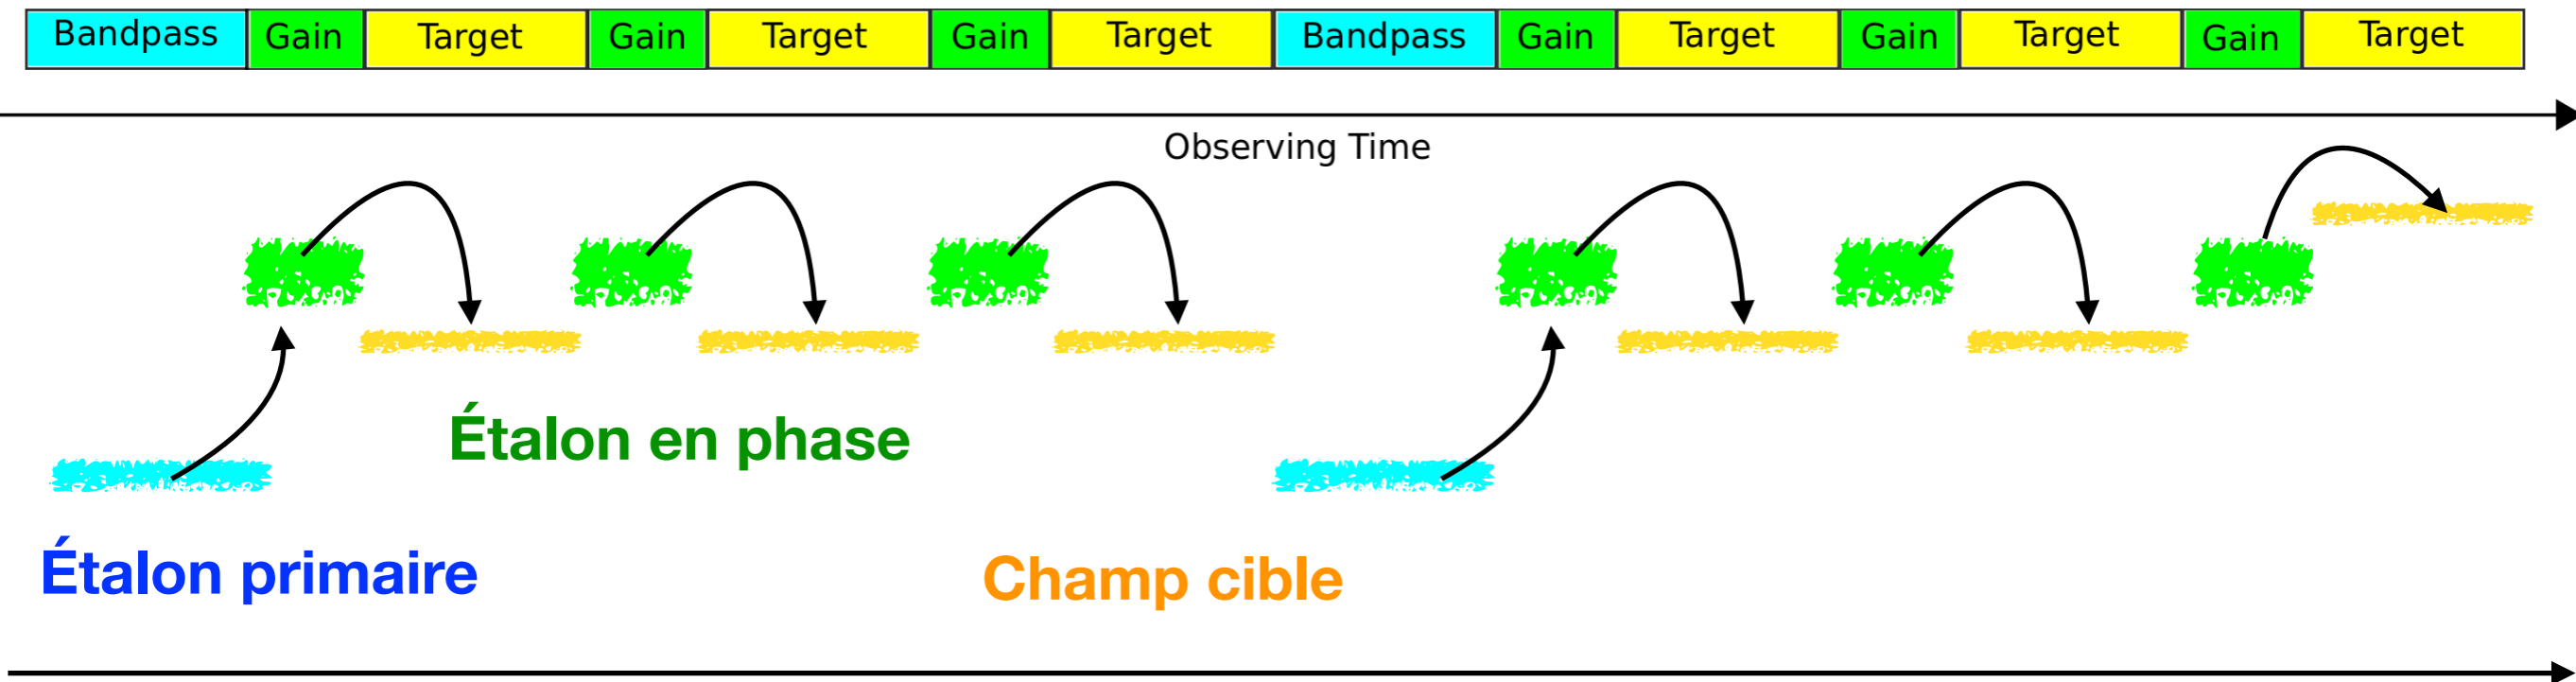 Bandpass Gain Target Gain Target Gain Target Bandpass Gain Target Gain Target Gain Target
Observing Time
Étalon en phase
Étalon primaire
Champ cible